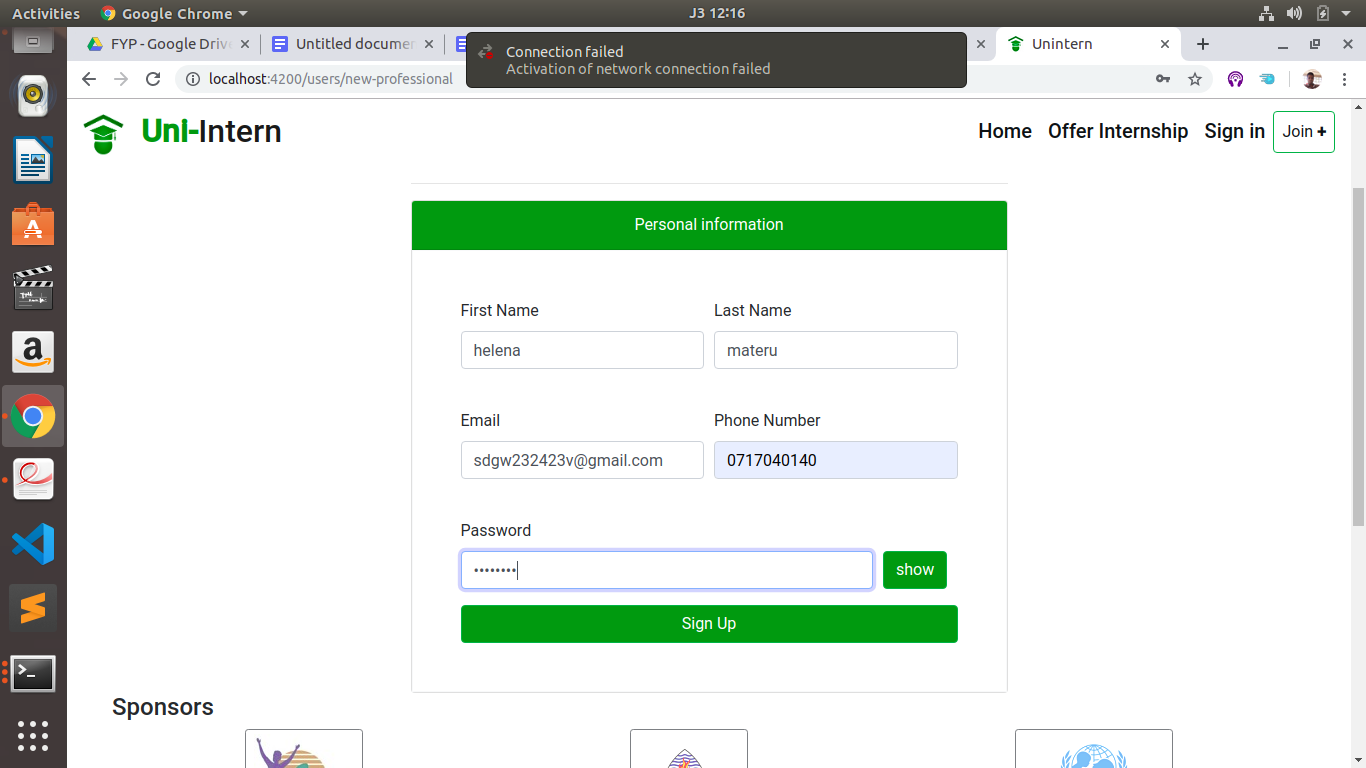 Activities Google Chrome J3 12:16
FYP - Google Drive Untitled documen Unintern
Connection failed
Activation of network connection failed
localhost:4200/users/new-professional
Uni-Intern Home Offer Internship Sign in Join +
Personal information
First Name Last Name
helena materu
Email Phone Number
sdgw232423v@gmail.com 0717040140
Password
•••••••• show
Sign Up
Sponsors